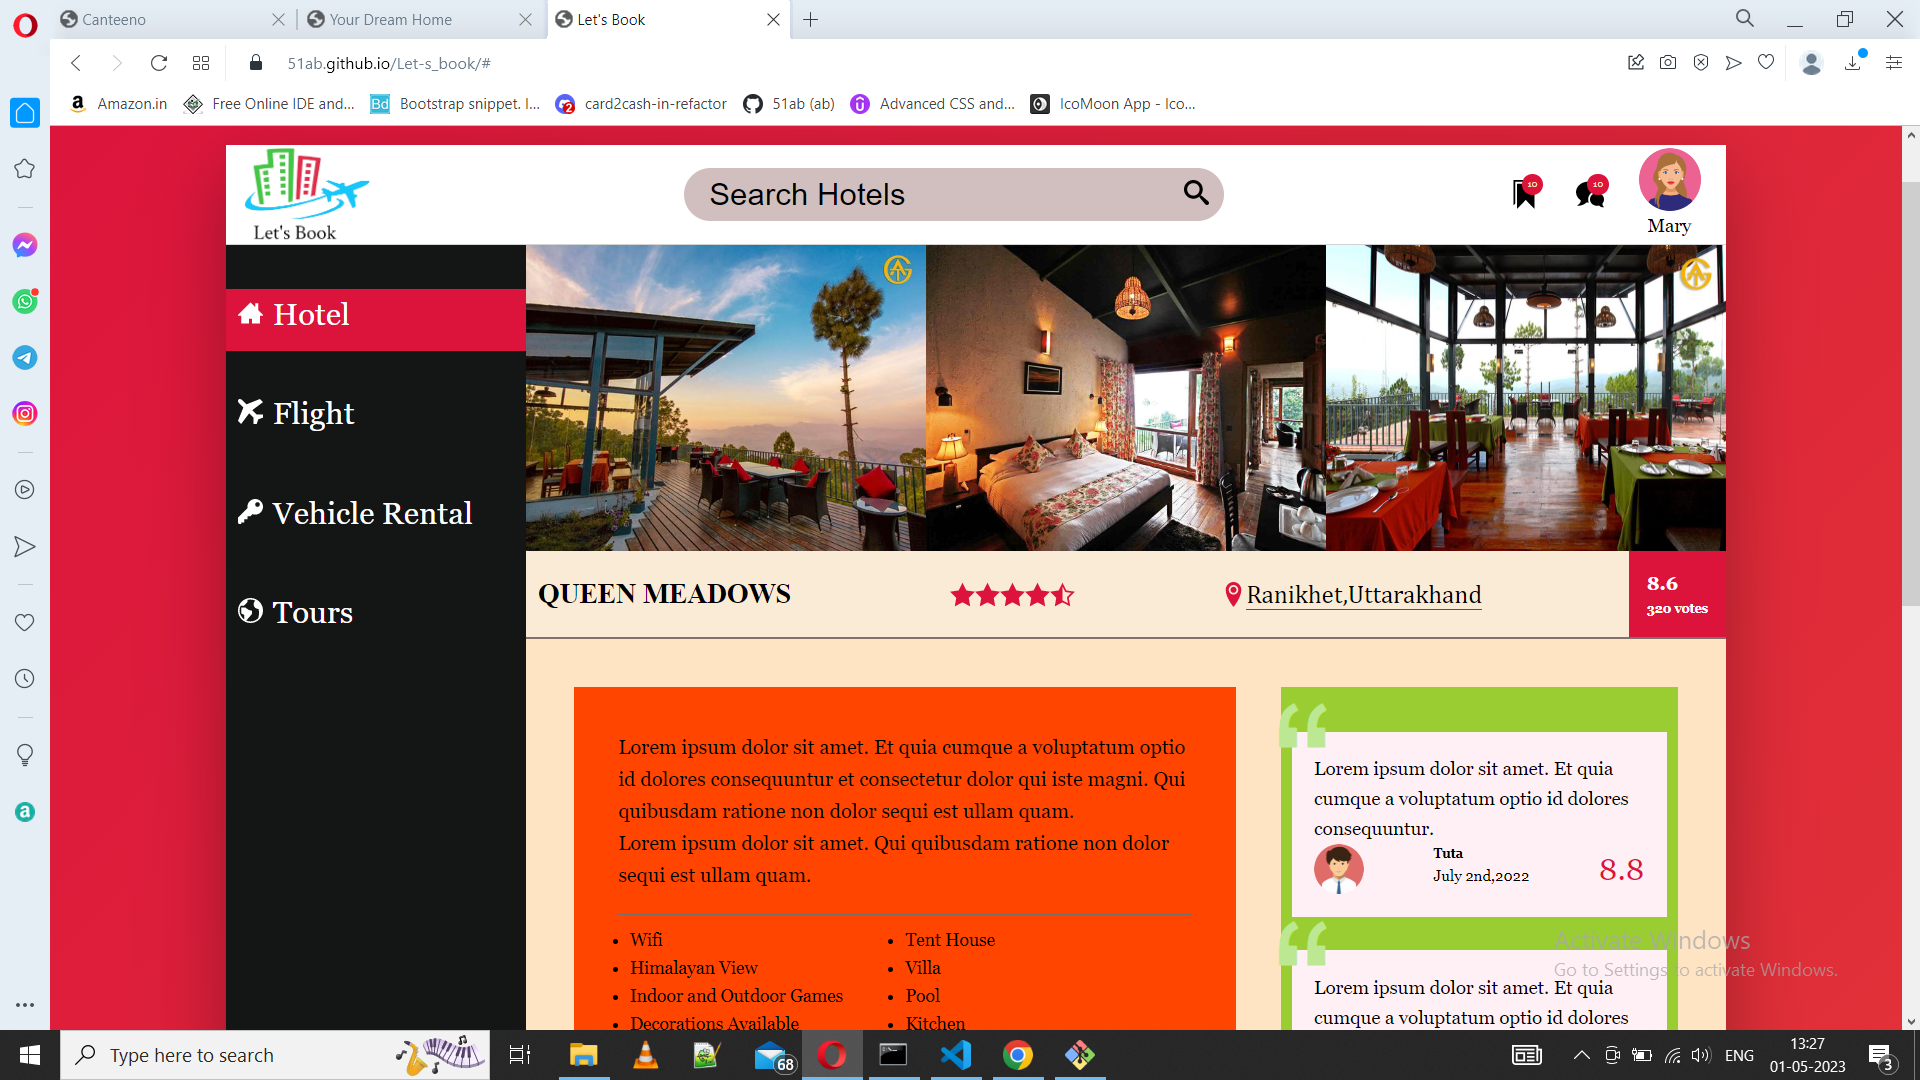 Canteeno
Your Dream Home
Let's Book
51ab.github.io/Let-s_book/#
Amazon.in
Free Online IDE and...
Bootstrap snippet. I...
card2cash-in-refactor
51ab (ab)
Advanced CSS and...
IcoMoon App - Ico...
Let's Book
Search Hotels
10
10
Mary
Hotel
Flight
Vehicle Rental
Tours
QUEEN MEADOWS
Ranikhet,Uttarakhand
8.6
320 votes
Lorem ipsum dolor sit amet. Et quia cumque a voluptatum optio
id dolores consequuntur et consectetur dolor qui iste magni. Qui
quibusdam ratione non dolor sequi est ullam quam.
Lorem ipsum dolor sit amet. Qui quibusdam ratione non dolor
sequi est ullam quam.
Wifi
Himalayan View
Indoor and Outdoor Games
Decorations Available
Tent House
Villa
Pool
Kitchen
Lorem ipsum dolor sit amet. Et quia
cumque a voluptatum optio id dolores
consequuntur.
Tuta
July 2nd,2022
8.8
Lorem ipsum dolor sit amet. Et quia
cumque a voluptatum optio id dolores
Activate Windows
Go to Settings to activate Windows.
Type here to search
68
ENG
13:27
01-05-2023
3